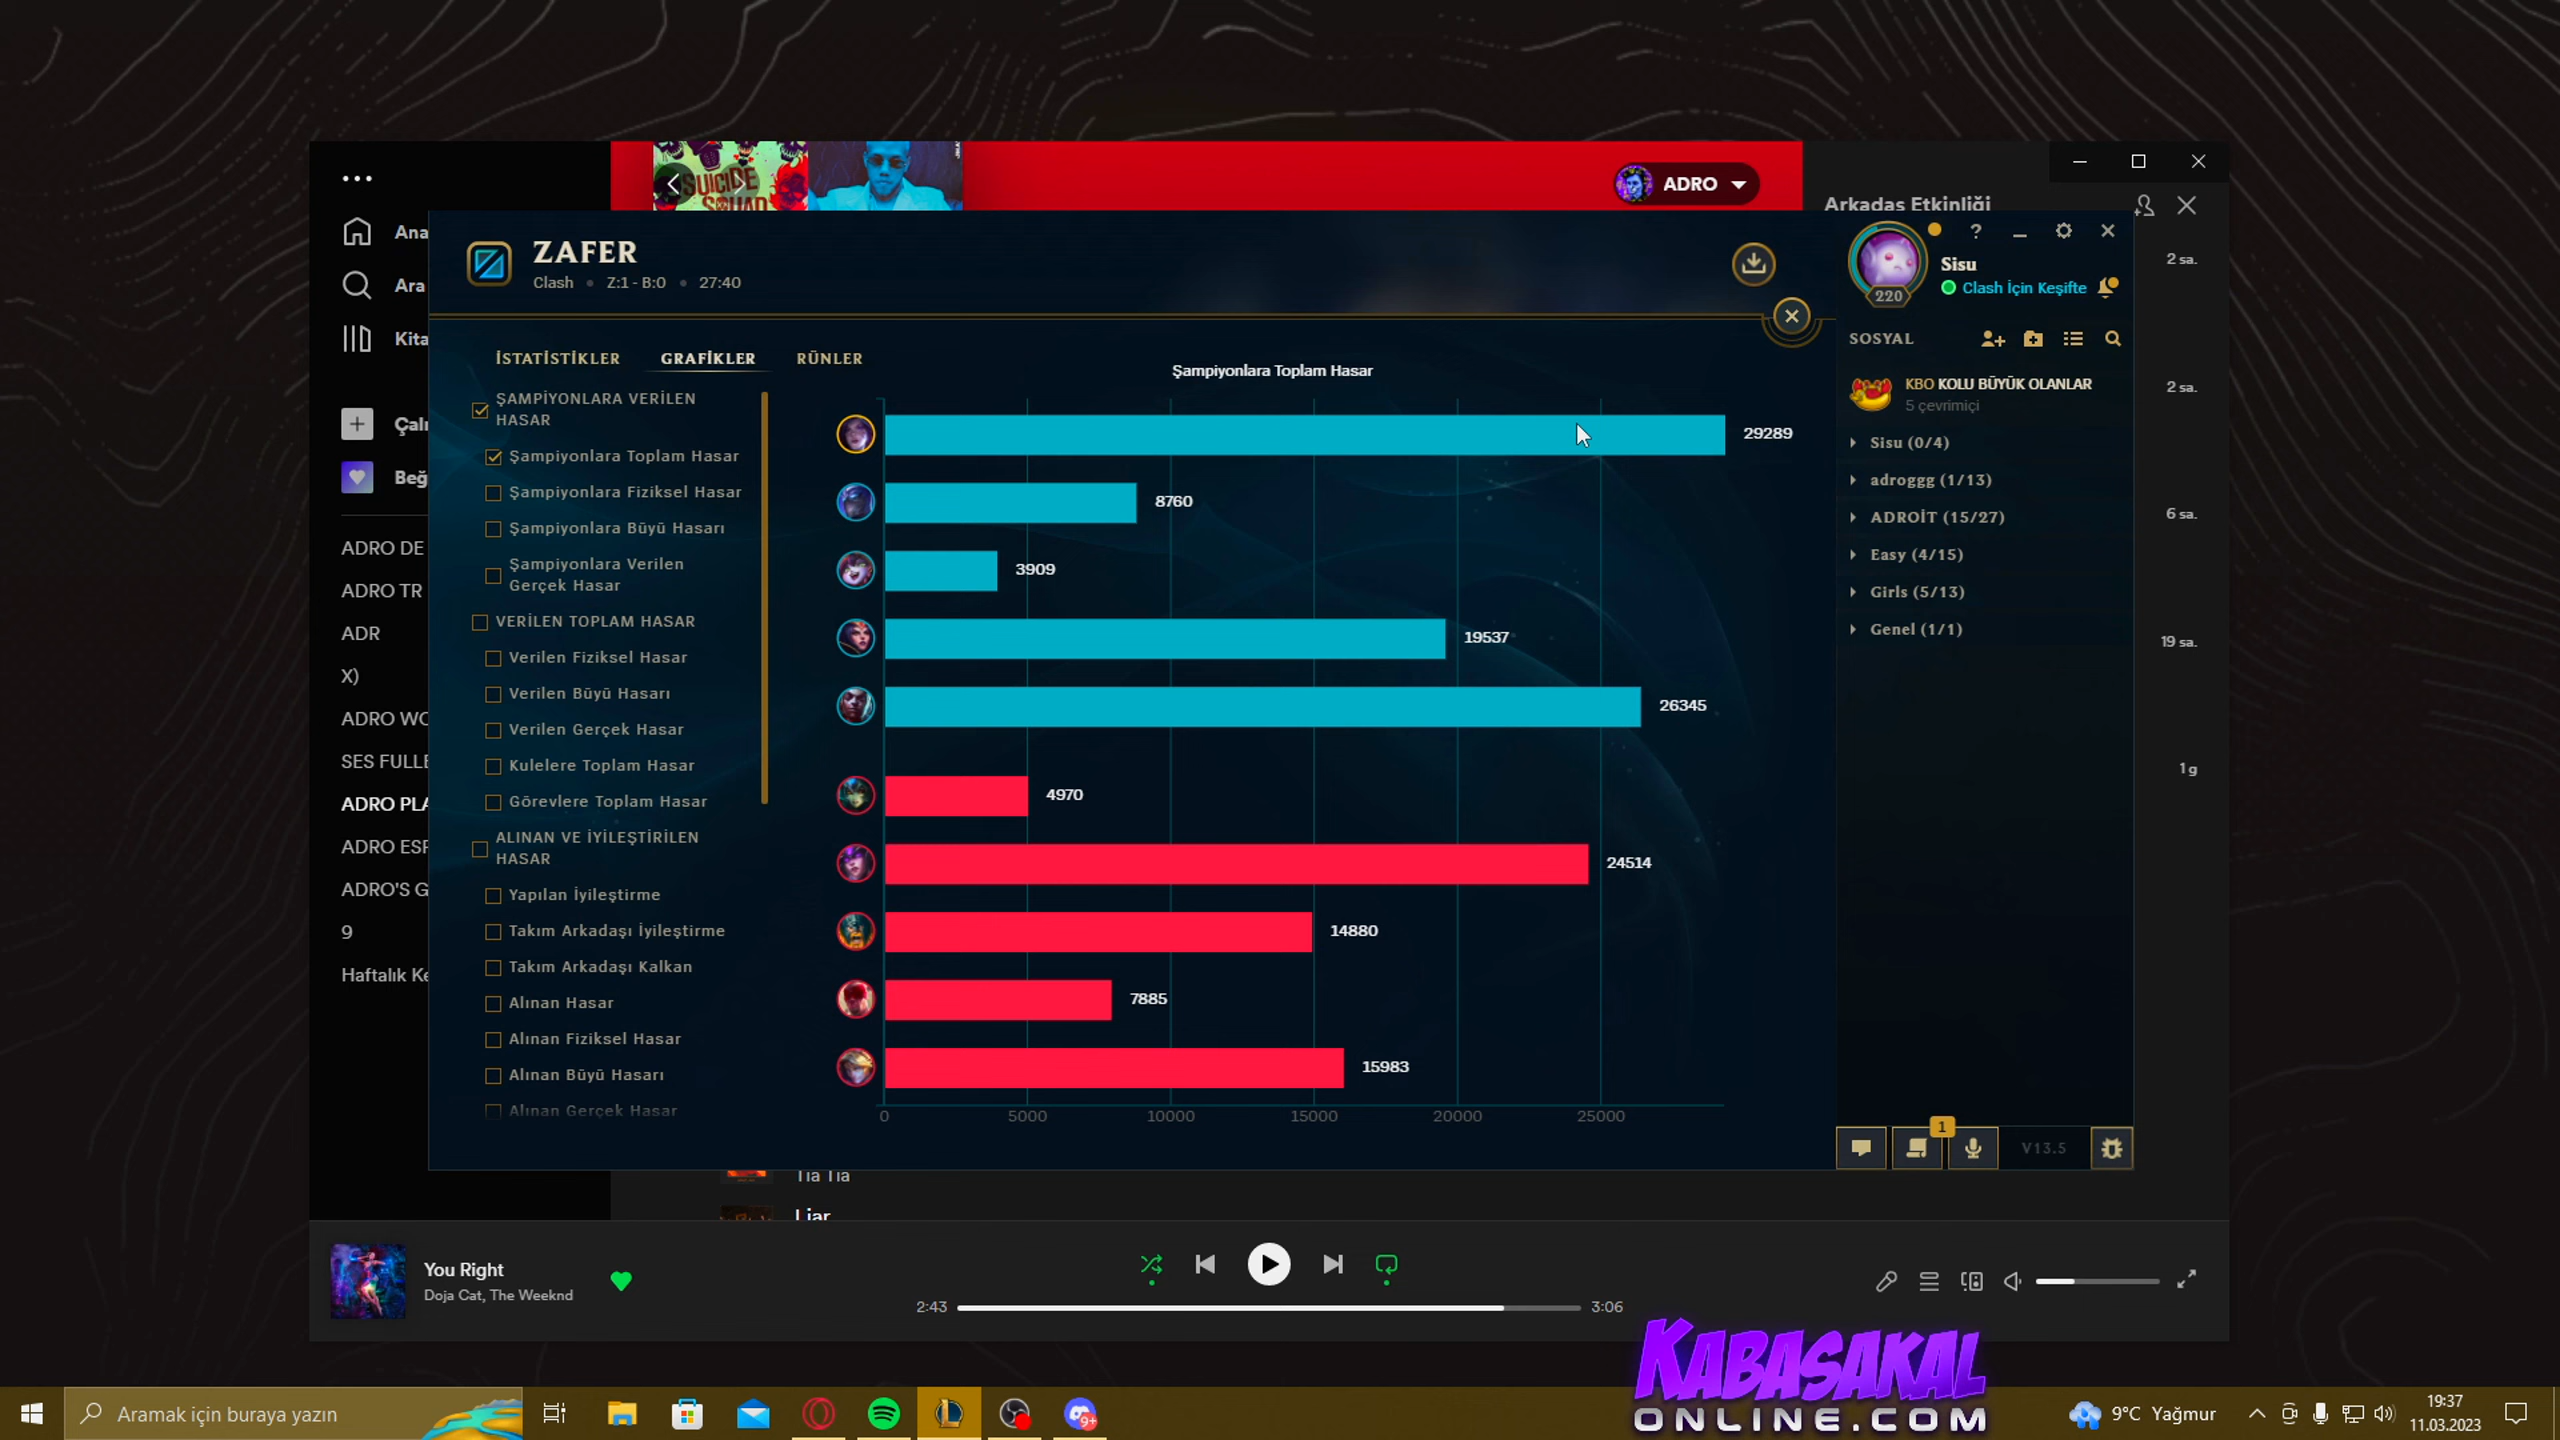 SUICIDE
SQUAD
ADRO
Arkadaş Etkinliği
Ana
Ara
Kita
Çalı
Beğ
ADRO DE
ADRO TR
ADR
X)
ADRO WO
SES FULLE
ADRO PLA
ADRO ESP
ADRO'S G
9
Haftalık Ke
2 sa.
2 sa.
6 sa.
19 sa.
1 g
ZAFER
Clash • Z:1 - B:0 • 27:40
İSTATİSTİKLER GRAFİKLER RÜNLER
ŞAMPİYONLARA VERİLEN
HASAR
Şampiyonlara Toplam Hasar
Şampiyonlara Fiziksel Hasar
Şampiyonlara Büyü Hasarı
Şampiyonlara Verilen
Gerçek Hasar
VERİLEN TOPLAM HASAR
Verilen Fiziksel Hasar
Verilen Büyü Hasarı
Verilen Gerçek Hasar
Kulelere Toplam Hasar
Görevlere Toplam Hasar
ALINAN VE İYİLEŞTİRİLEN
HASAR
Yapılan İyileştirme
Takım Arkadaşı İyileştirme
Takım Arkadaşı Kalkan
Alınan Hasar
Alınan Fiziksel Hasar
Alınan Büyü Hasarı
Alınan Gerçek Hasar
Şampiyonlara Toplam Hasar
29289
8760
3909
19537
26345
4970
24514
14880
7885
15983
0 5000 10000 15000 20000 25000
?
220
Sisu
Clash İçin Keşifte
SOSYAL
KBO KOLU BÜYÜK OLANLAR
5 çevrimiçi
Sisu (0/4)
adroggg (1/13)
ADROİT (15/27)
Easy (4/15)
Girls (5/13)
Genel (1/1)
1
V13.5
Tia Tia
Liar
You Right
Doja Cat, The Weeknd
2:43
3:06
KABASAKAL
ONLINE.COM
Aramak için buraya yazın
9+
9°C Yağmur
19:37
11.03.2023